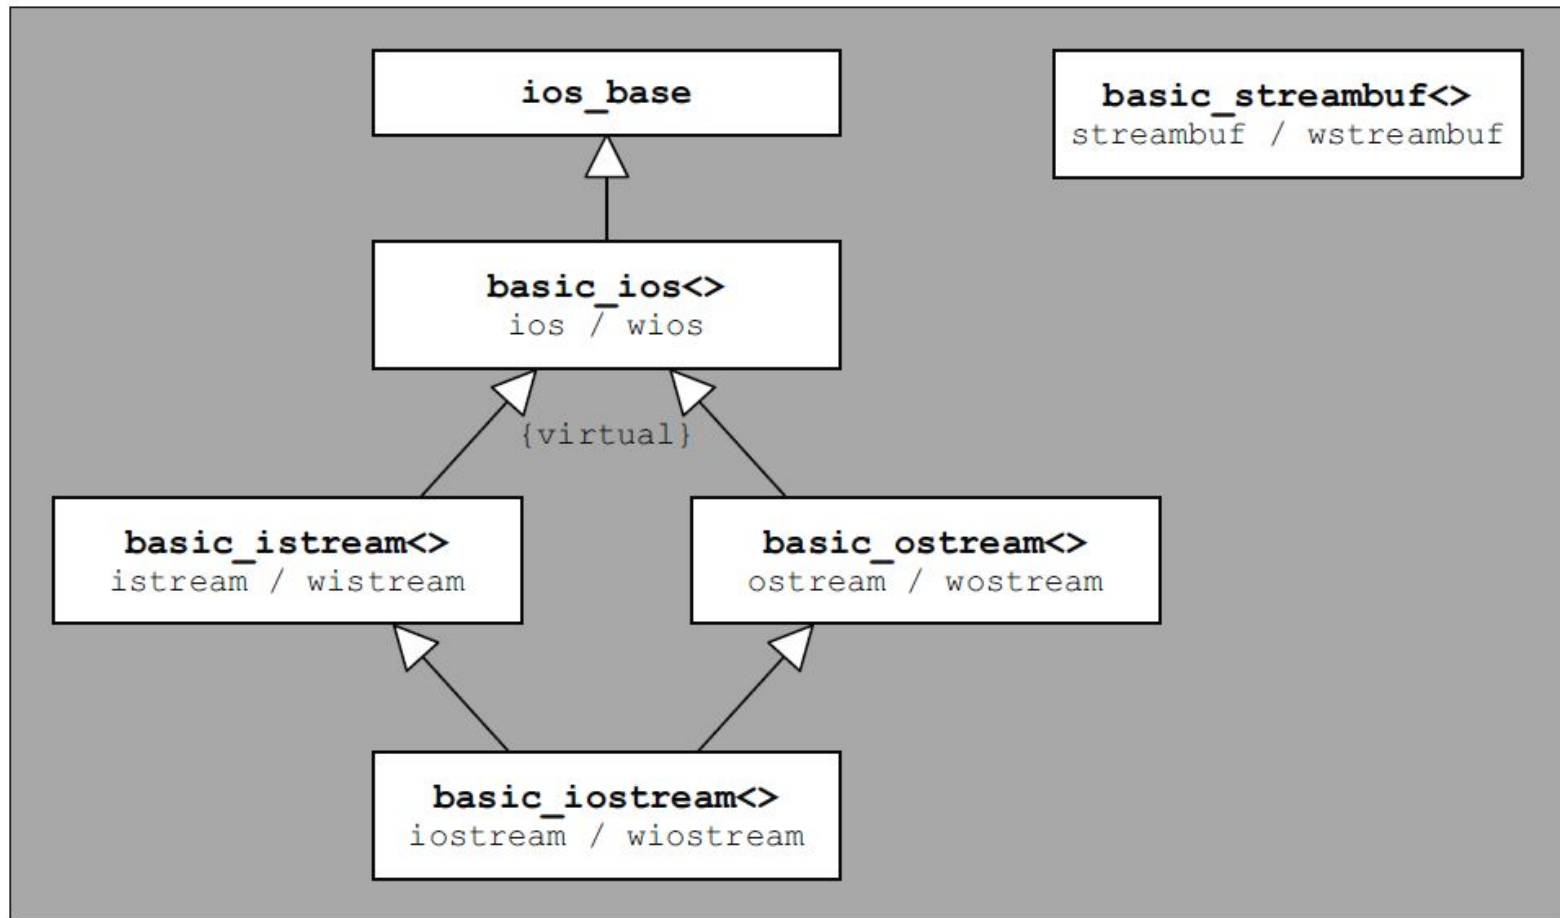 ios_base
basic_streambuf<>
streambuf / wstreambuf
basic_ios<>
ios / wios
{virtual}
basic_istream<>
istream / wistream
basic_ostream<>
ostream / wostream
basic_iostream<>
iostream / wiostream